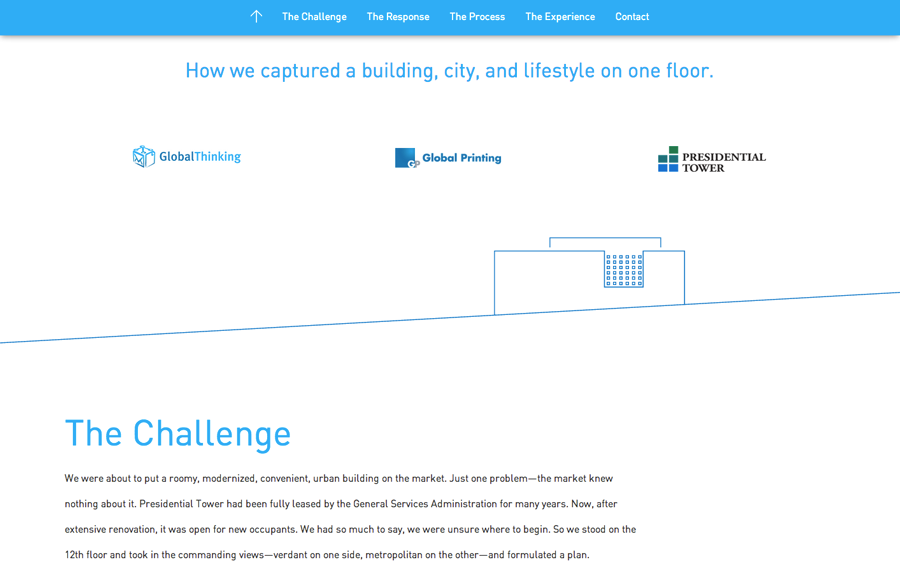 The Challenge The Response The Process The Experience Contact
How we captured a building, city, and lifestyle on one floor.
GlobalThinking
Global Printing
PRESIDENTIAL
TOWER
The Challenge
We were about to put a roomy, modernized, convenient, urban building on the market. Just one problem—the market knew
nothing about it. Presidential Tower had been fully leased by the General Services Administration for many years. Now, after
extensive renovation, it was open for new occupants. We had so much to say, we were unsure where to begin. So we stood on the
12th floor and took in the commanding views—verdant on one side, metropolitan on the other—and formulated a plan.